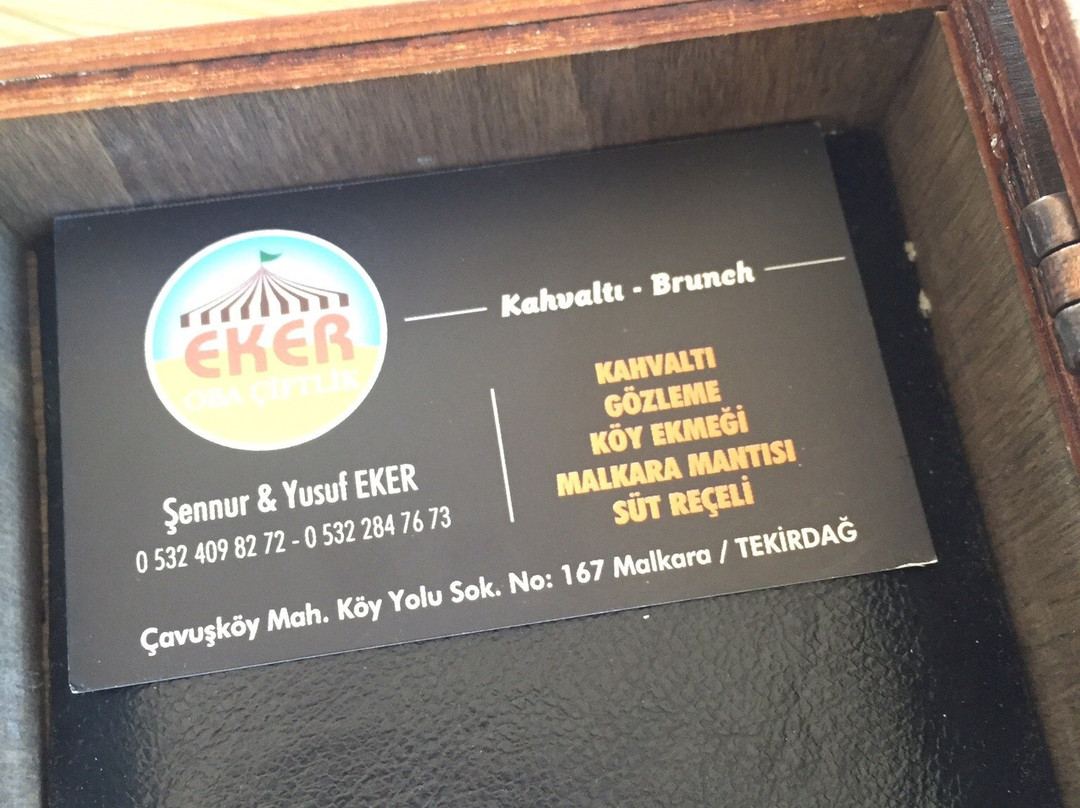 EKER
OBA ÇİFTLİK
Şennur & Yusuf EKER
0 532 409 82 72 - 0 532 284 76 73
Kahvaltı - Brunch
KAHVALTI
GÖZLEME
KÖY EKMEĞİ
MALKARA MANTISI
SÜT REÇELİ
Çavuşköy Mah. Köy Yolu Sok. No: 167 Malkara / TEKİRDAĞ